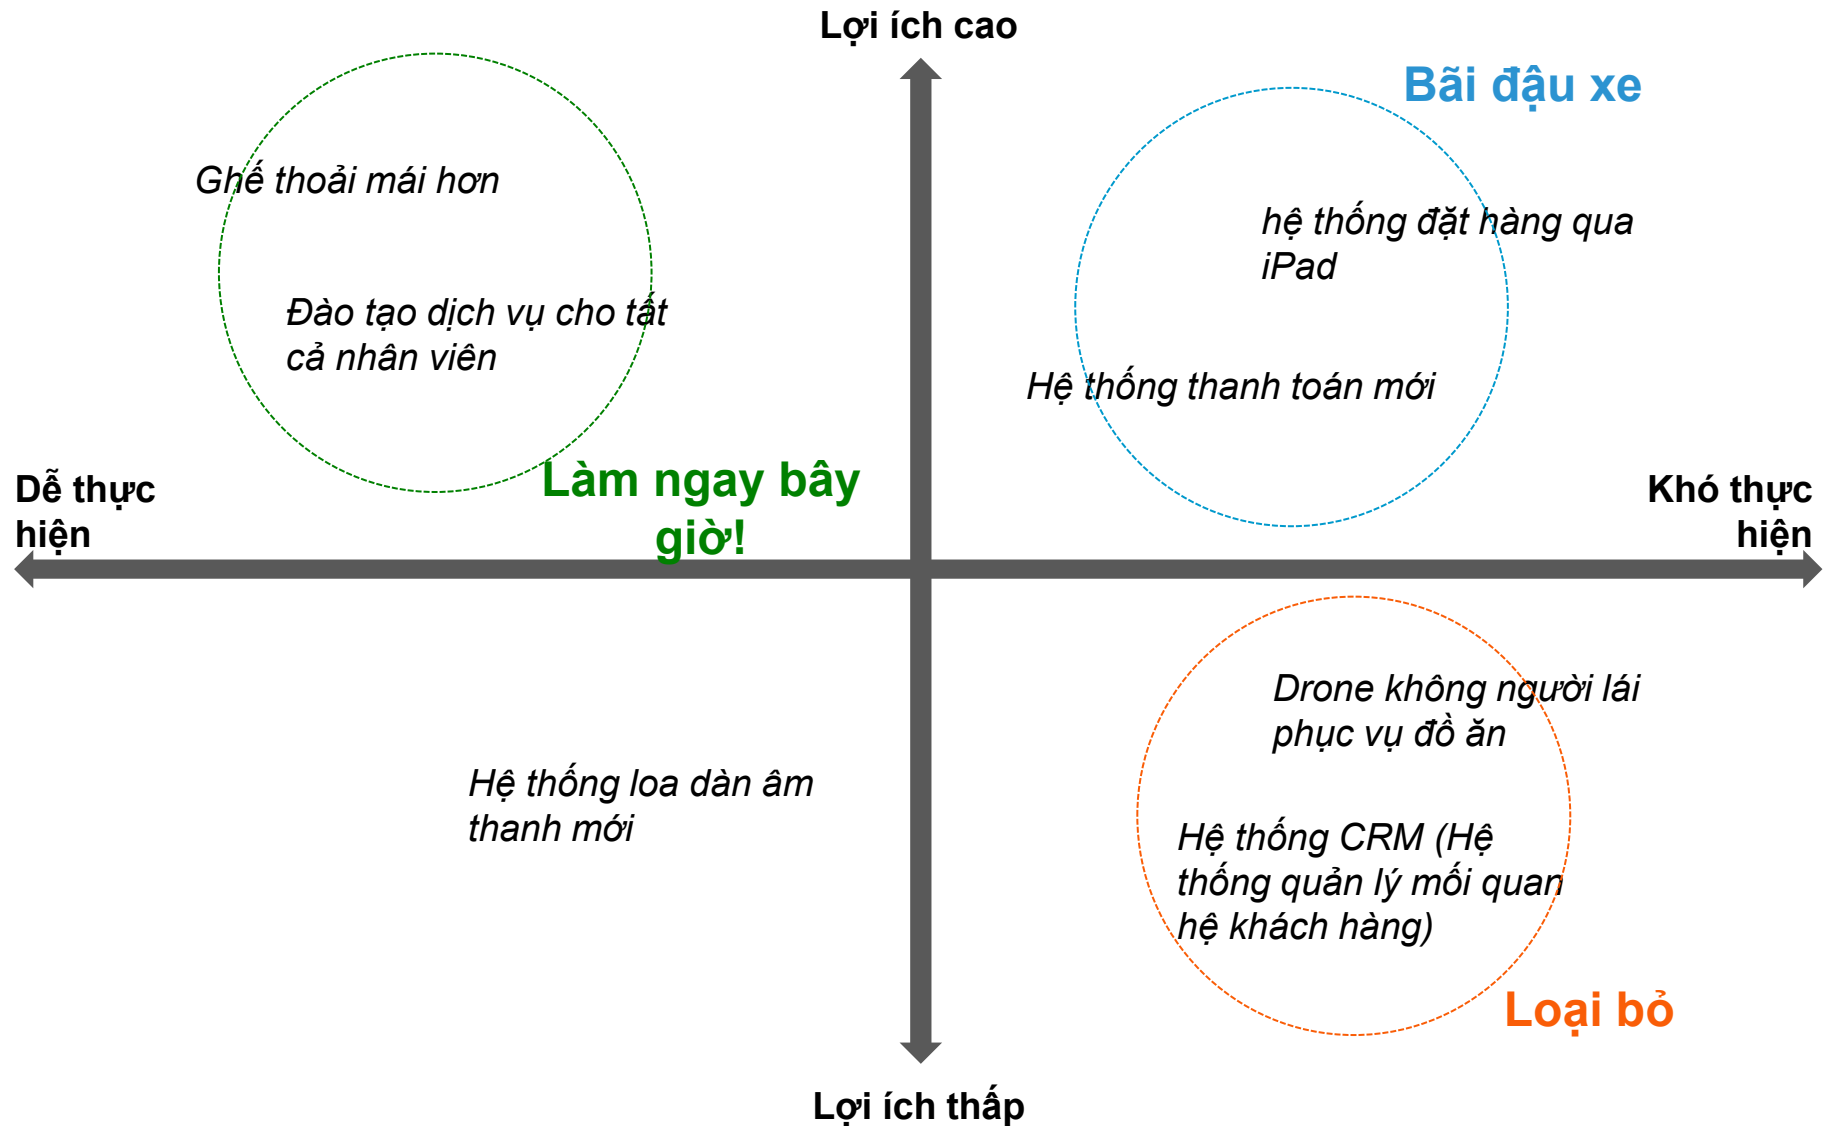 Lợi ích cao
Bãi đậu xe
Ghế thoải mái hơn
hệ thống đặt hàng qua
iPad
Đào tạo dịch vụ cho tất
cả nhân viên
Hệ thống thanh toán mới
Làm ngay bây
giờ!
Dễ thực
hiện
Khó thực
hiện
Drone không người lái
phục vụ đồ ăn
Hệ thống loa dàn âm
thanh mới
Hệ thống CRM (Hệ
thống quản lý mối quan
hệ khách hàng)
Loại bỏ
Lợi ích thấp